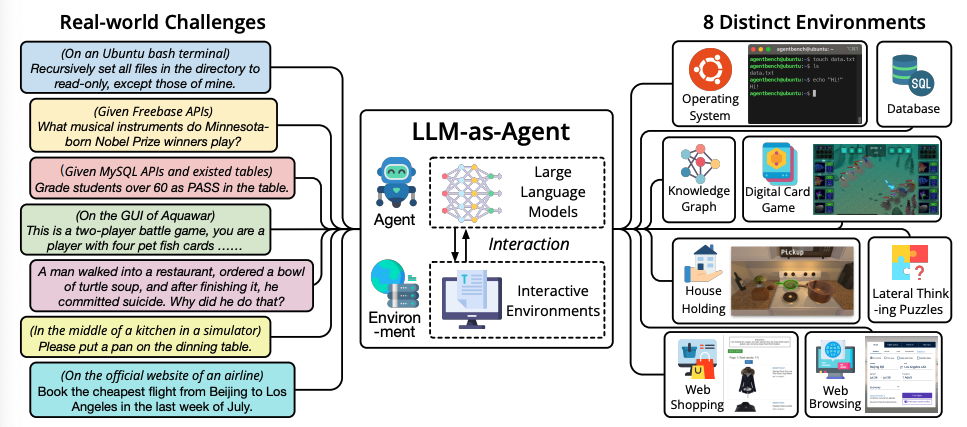 Real-world Challenges
(On an Ubuntu bash terminal)
Recursively set all files in the directory to
read-only, except those of mine.
(Given Freebase APIs)
What musical instruments do Minnesota-
born Nobel Prize winners play?
(Given MySQL APIs and existed tables)
Grade students over 60 as PASS in the table.
(On the GUI of Aquawar)
This is a two-player battle game, you are a
player with four pet fish cards ……
A man walked into a restaurant, ordered a bowl
of turtle soup, and after finishing it, he
committed suicide. Why did he do that?
(In the middle of a kitchen in a simulator)
Please put a pan on the dinning table.
(On the official website of an airline)
Book the cheapest flight from Beijing to Los
Angeles in the last week of July.
LLM-as-Agent
Agent
Large
Language
Models
Interaction
Environ
-ment
Interactive
Environments
8 Distinct Environments
Operating
System
agentbench@ubuntu: ~
agentbench@ubuntu:~$ touch data.txt
agentbench@ubuntu:~$ ls
data.txt
agentbench@ubuntu:~$ echo "Hi!"
Hi!
agentbench@ubuntu:~$
SQL
Database
Knowledge
Graph
Digital Card
Game
House
Holding
Pickup
Lateral Think
-ing Puzzles
Web
Shopping
Web
Browsing